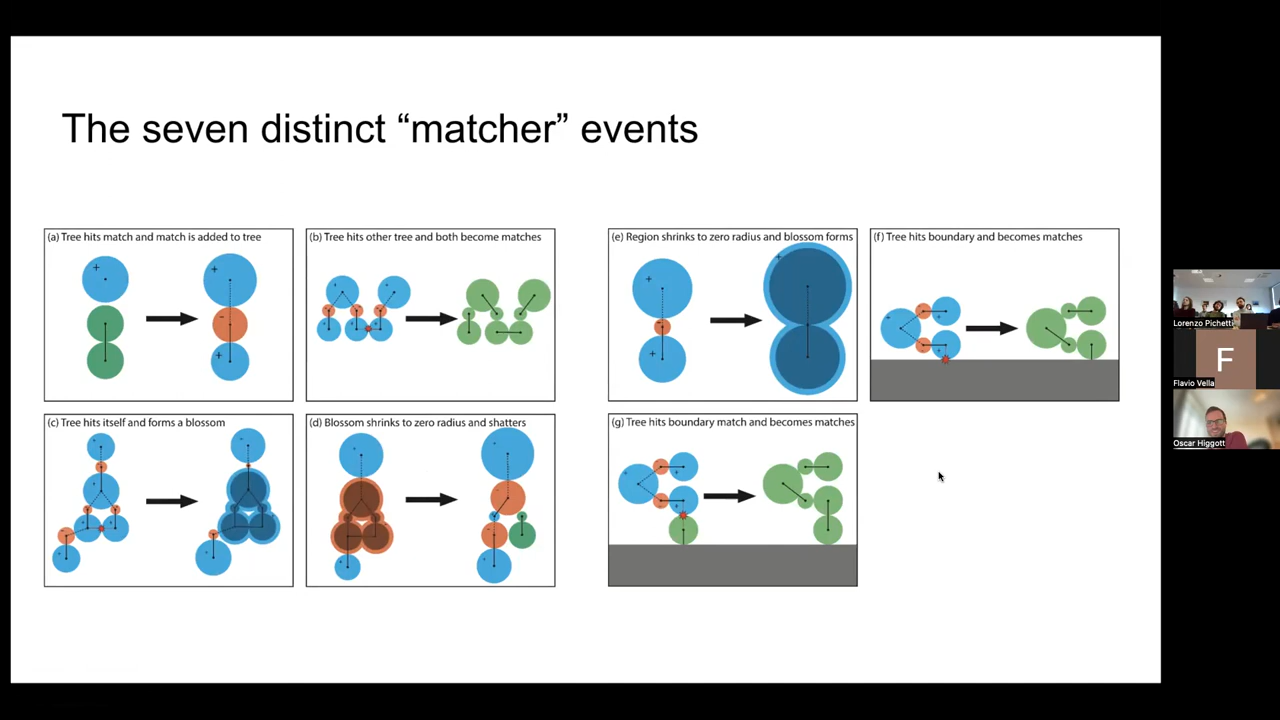 The seven distinct “matcher” events
(a) Tree hits match and match is added to tree
(b) Tree hits other tree and both become matches
(e) Region shrinks to zero radius and blossom forms
(f) Tree hits boundary and becomes matches
(c) Tree hits itself and forms a blossom
(d) Blossom shrinks to zero radius and shatters
(g) Tree hits boundary match and becomes matches
Lorenzo Pichetti
F
Flavio Vella
Oscar Higgott